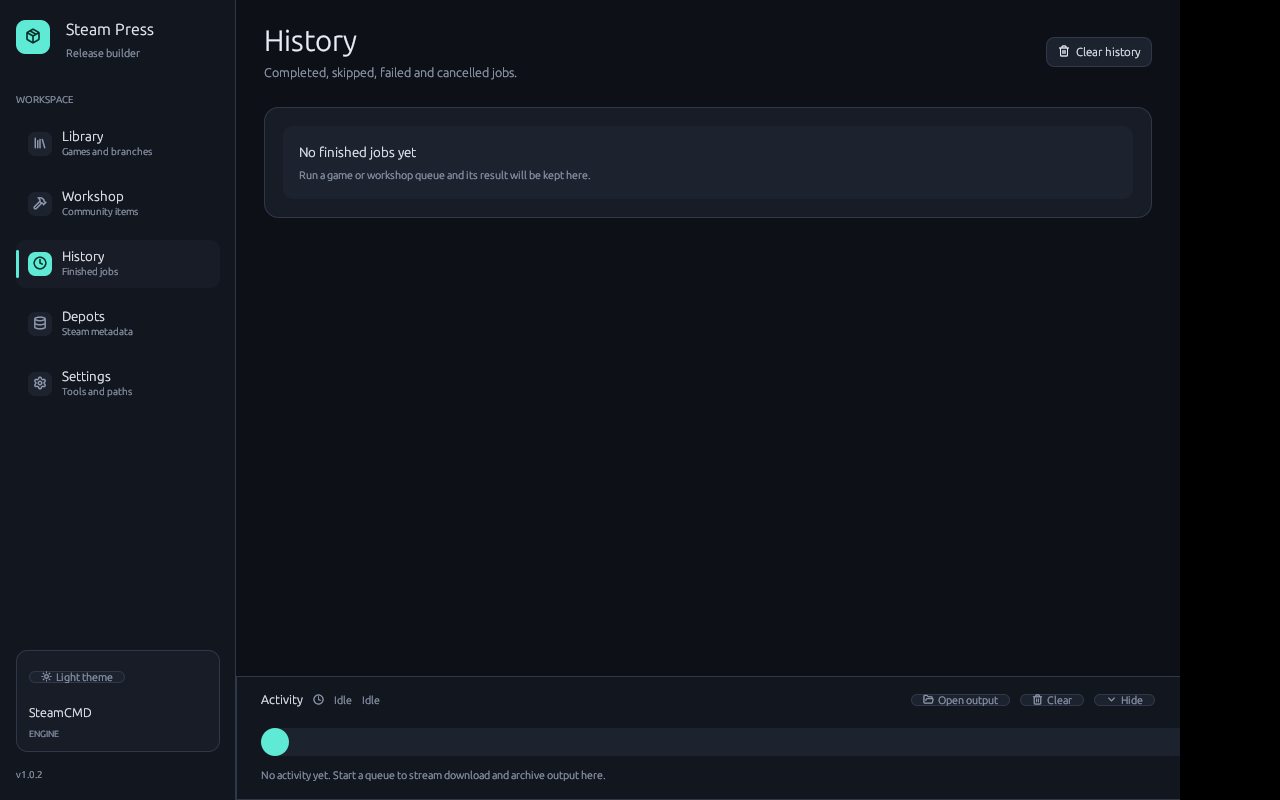 Steam Press
Release builder
WORKSPACE
Library
Games and branches
Workshop
Community items
History
Finished jobs
Depots
Steam metadata
Settings
Tools and paths
Light theme
SteamCMD
ENGINE
v1.0.2
History
Completed, skipped, failed and cancelled jobs.
Clear history
No finished jobs yet
Run a game or workshop queue and its result will be kept here.
Activity Idle Idle
Open output Clear Hide
No activity yet. Start a queue to stream download and archive output here.